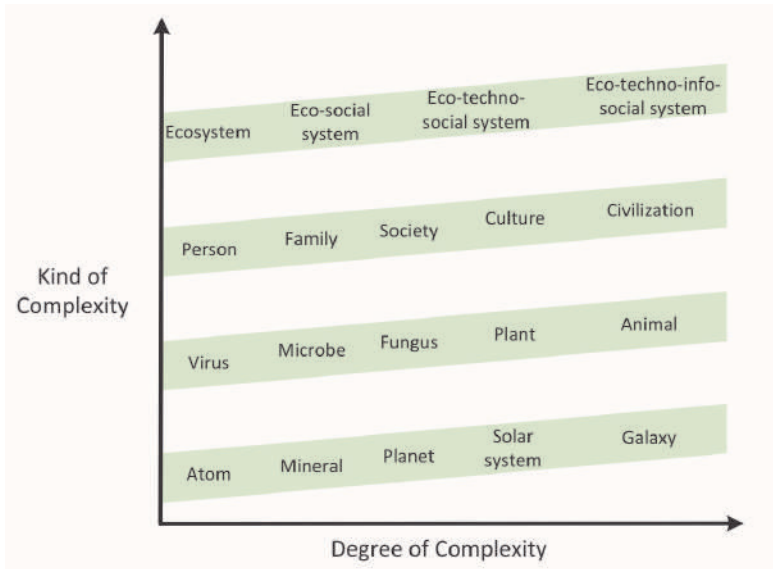 Ecosystem
Eco-social
system
Eco-techno-
social system
Eco-techno-info-
social system
Person
Family
Society
Culture
Civilization
Kind of
Complexity
Virus
Microbe
Fungus
Plant
Animal
Atom
Mineral
Planet
Solar
system
Galaxy
Degree of Complexity